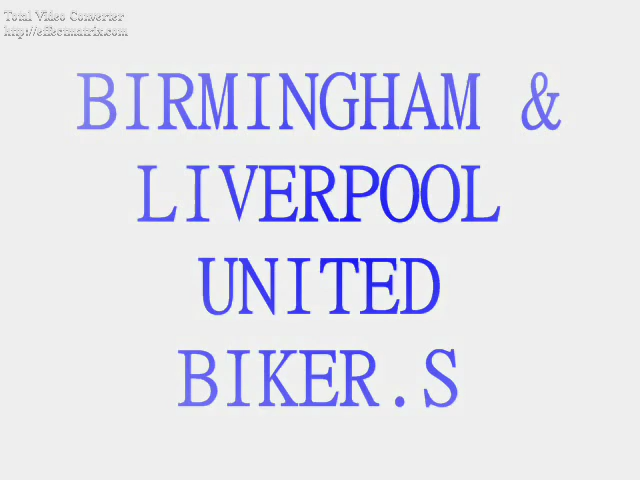 Total Video Converter
http://effectmatrix.com
BIRMINGHAM &
LIVERPOOL
UNITED
BIKER.S